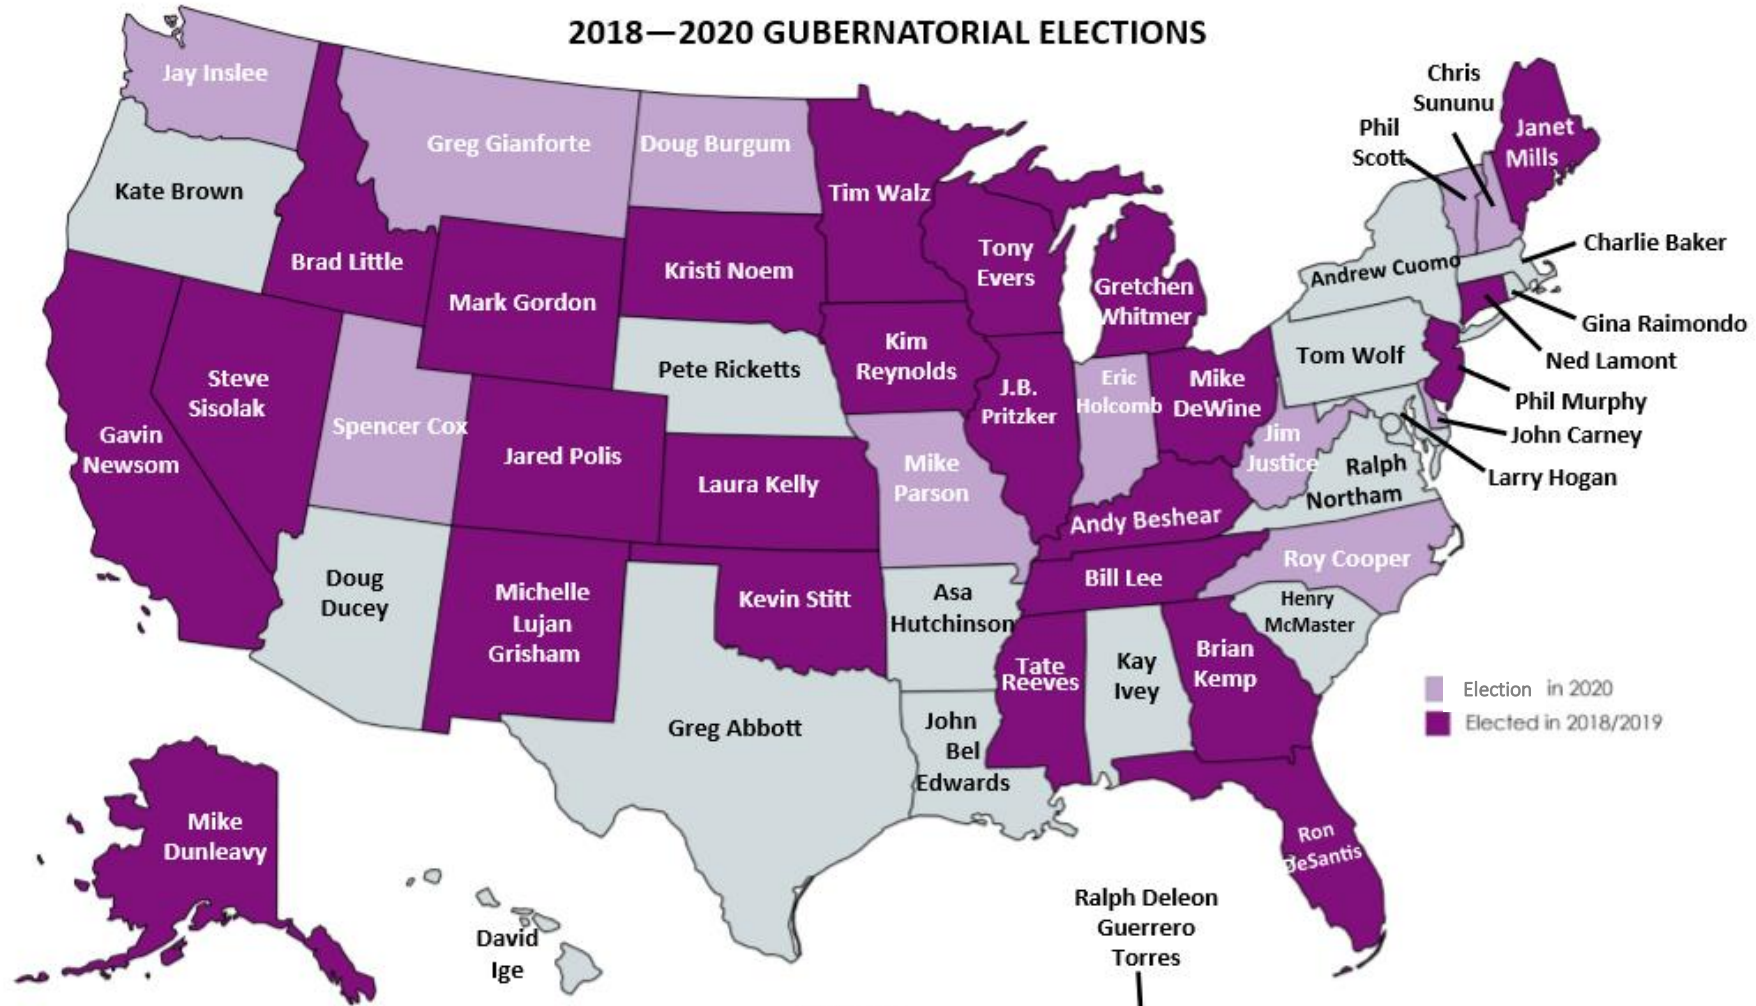 2018—2020 GUBERNATORIAL ELECTIONS
Jay Inslee
Greg Gianforte
Doug Burgum
Kate Brown
Brad Little
Mark Gordon
Kristi Noem
Tim Walz
Tony
Evers
Gretchen
Whitmer
Chris
Sununu
Phil
Scott
Janet
Mills
Charlie Baker
Andrew Cuomo
Gina Raimondo
Ned Lamont
Tom Wolf
Phil Murphy
John Carney
Larry Hogan
Pete Ricketts
Kim
Reynolds
J.B.
Pritzker
Eric
Holcomb
Mike
DeWine
Jim
Justice
Ralph
Northam
Steve
Sisolak
Gavin
Newsom
Spencer Cox
Jared Polis
Laura Kelly
Mike
Parson
Andy Beshear
Roy Cooper
Bill Lee
Doug
Ducey
Michelle
Lujan
Grisham
Kevin Stitt
Asa
Hutchinson
Henry
McMaster
Tate
Reeves
Kay
Ivey
Brian
Kemp
Greg Abbott
John
Bel
Edwards
Election in 2020
Elected in 2018/2019
Mike
Dunleavy
Ron
DeSantis
David
Ige
Ralph Deleon
Guerrero
Torres